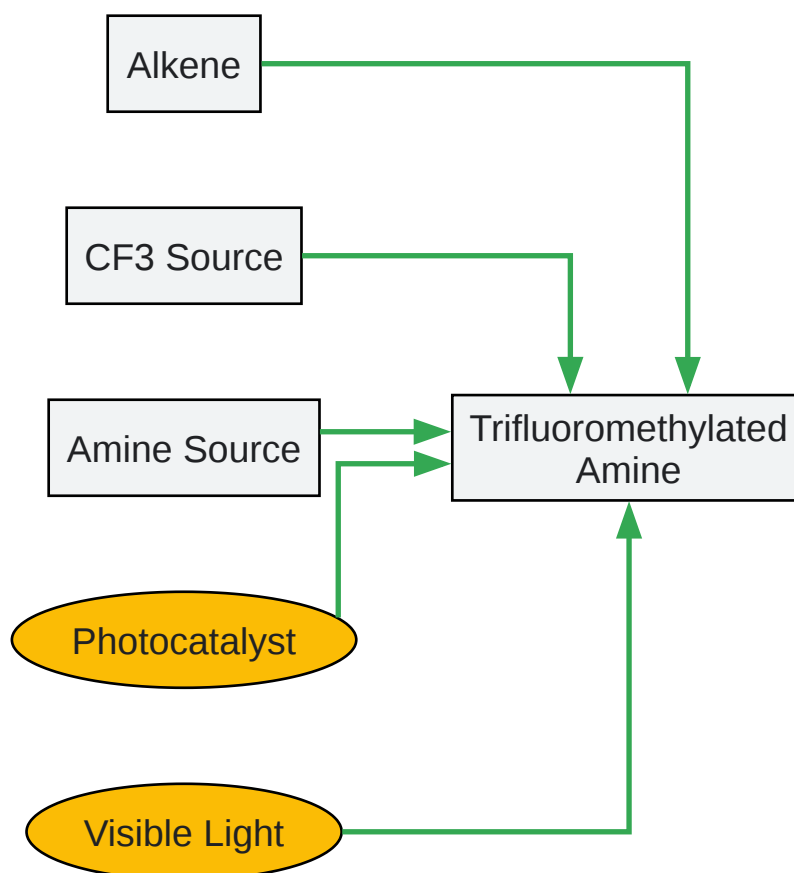 Alkene
CF3 Source
Amine Source
Trifluoromethylated
Amine
Photocatalyst
Visible Light